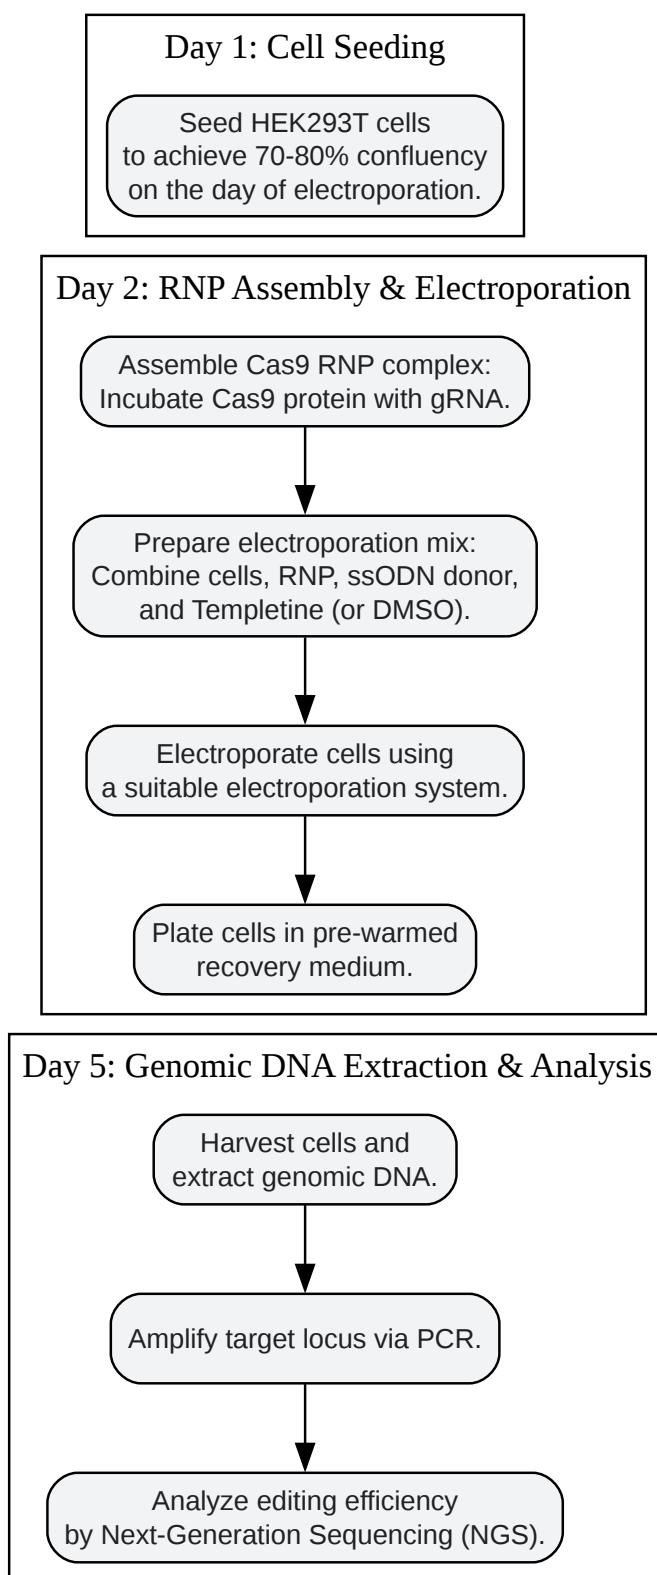 Day 1: Cell Seeding
Seed HEK293T cells
to achieve 70-80% confluency
on the day of electroporation.
Day 2: RNP Assembly & Electroporation
Assemble Cas9 RNP complex:
Incubate Cas9 protein with gRNA.
Prepare electroporation mix:
Combine cells, RNP, ssODN donor,
and Templetine (or DMSO).
Electroporate cells using
a suitable electroporation system.
Plate cells in pre-warmed
recovery medium.
Day 5: Genomic DNA Extraction & Analysis
Harvest cells and
extract genomic DNA.
Amplify target locus via PCR.
Analyze editing efficiency
by Next-Generation Sequencing (NGS).